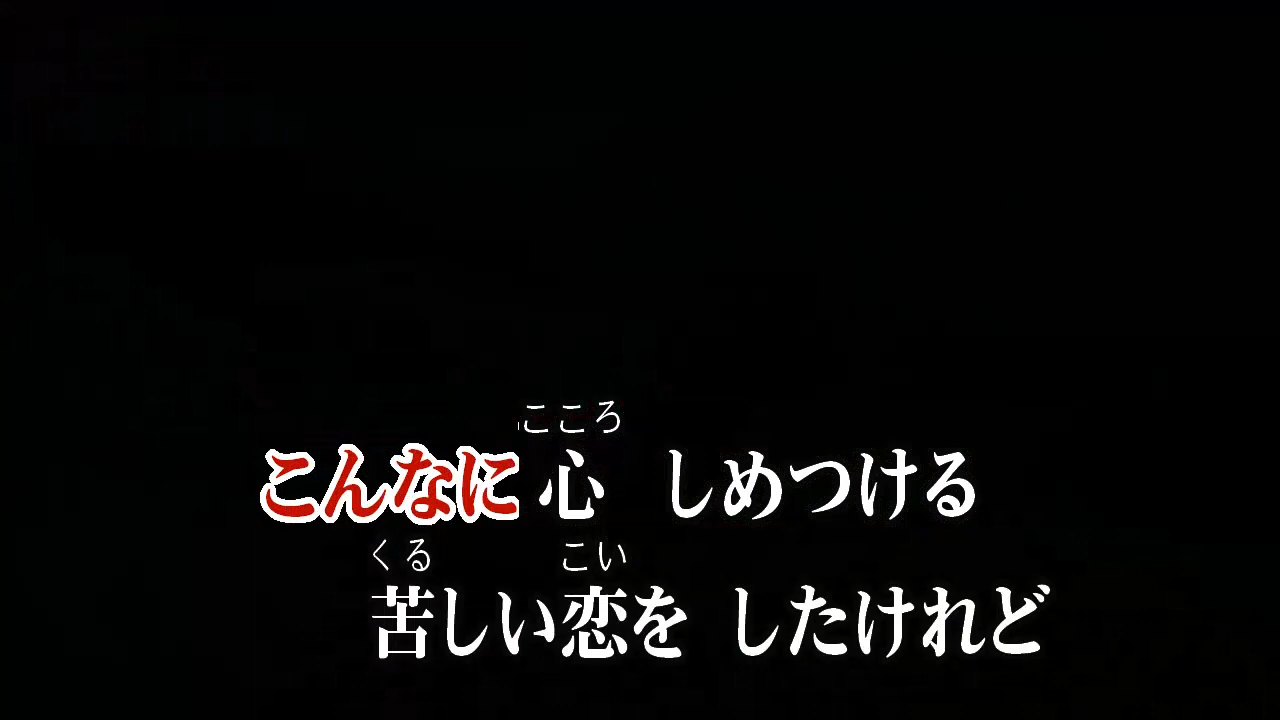 こころ
こんなに 心 しめつける
くる こい
苦しい恋を したけれど